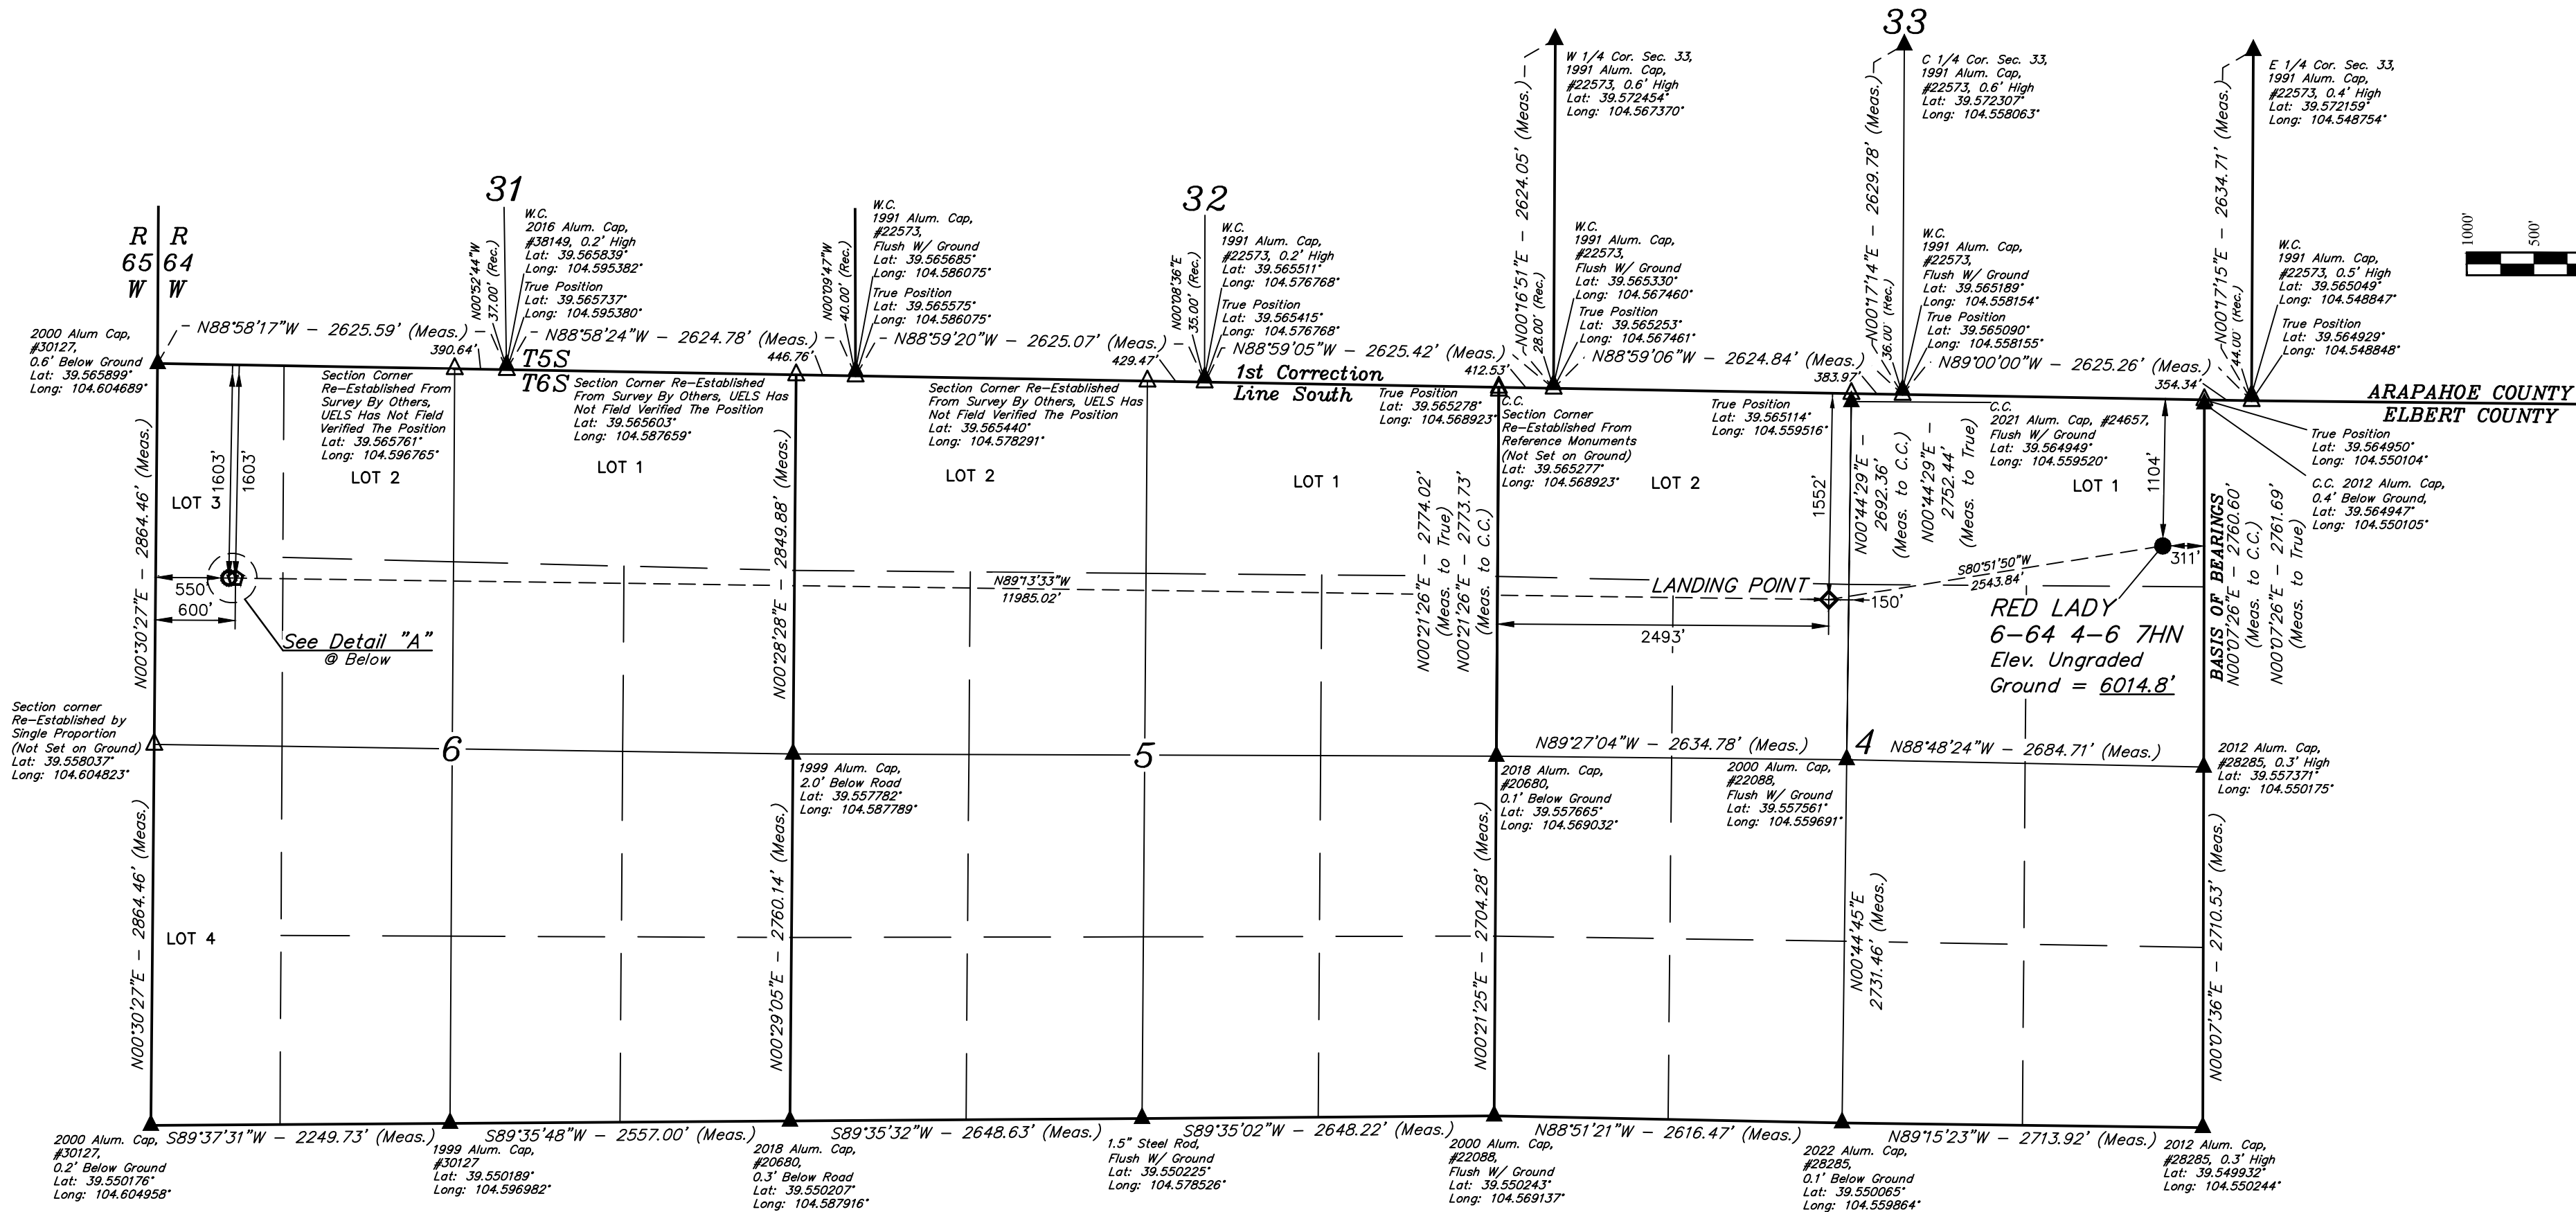 33
W 1/4 Cor. Sec. 33,
1991 Alum. Cap,
#22573, 0.6' High
Lat: 39.572454°
Long: 104.567370°
C 1/4 Cor. Sec. 33,
1991 Alum. Cap,
#22573, 0.6' High
Lat: 39.572307°
Long: 104.558063°
E 1/4 Cor. Sec. 33,
1991 Alum. Cap,
#22573, 0.4' High
Lat: 39.572159°
Long: 104.548754°
N00°16'51"E - 2624.05' (Meas.)
N00°17'14"E - 2629.78' (Meas.)
N00°17'15"E - 2634.71' (Meas.)
1000'
500'
R R
65 64
W W
31
W.C.
2016 Alum. Cap,
#38149, 0.2' High
Lat: 39.565839°
Long: 104.595382°
True Position
Lat: 39.565737°
Long: 104.595380°
N00°52'44"W
37.00' (Rec.)
W.C.
1991 Alum. Cap,
#22573,
Flush W/ Ground
Lat: 39.565685°
Long: 104.586075°
True Position
Lat: 39.565575°
Long: 104.586075°
N00°09'47"W
40.00' (Rec.)
32
W.C.
1991 Alum. Cap,
#22573, 0.2' High
Lat: 39.565511°
Long: 104.576768°
True Position
Lat: 39.565415°
Long: 104.576768°
N00°08'36"E
35.00' (Rec.)
W.C.
1991 Alum. Cap,
#22573,
Flush W/ Ground
Lat: 39.565330°
Long: 104.567460°
True Position
Lat: 39.565253°
Long: 104.567461°
28.00' (Rec.)
W.C.
1991 Alum. Cap,
#22573,
Flush W/ Ground
Lat: 39.565189°
Long: 104.558154°
True Position
Lat: 39.565090°
Long: 104.558155°
36.00' (Rec.)
W.C.
1991 Alum. Cap,
#22573, 0.5' High
Lat: 39.565049°
Long: 104.548847°
True Position
Lat: 39.564929°
Long: 104.548848°
44.00' (Rec.)
2000 Alum Cap,
#30127,
0.6' Below Ground
Lat: 39.565899°
Long: 104.604689°
N88°58'17"W - 2625.59' (Meas.)
N88°58'24"W - 2624.78' (Meas.)
N88°59'20"W - 2625.07' (Meas.)
N88°59'05"W - 2625.42' (Meas.)
N88°59'06"W - 2624.84' (Meas.)
N89°00'00"W - 2625.26' (Meas.)
390.64'
446.76'
429.47'
412.53'
383.97'
354.34'
T5S
T6S
1st Correction
Line South
ARAPAHOE COUNTY
ELBERT COUNTY
Section Corner
Re-Established From
Survey By Others,
UELS Has Not Field
Verified The Position
Lat: 39.565761°
Long: 104.596765°
Section Corner Re-Established
From Survey By Others, UELS Has
Not Field Verified The Position
Lat: 39.565603°
Long: 104.587659°
Section Corner Re-Established
From Survey By Others, UELS Has
Not Field Verified The Position
Lat: 39.565440°
Long: 104.578291°
True Position
Lat: 39.565278°
Long: 104.568923°
C.C.
Section Corner
Re-Established From
Reference Monuments
(Not Set on Ground)
Lat: 39.565277°
Long: 104.568923°
True Position
Lat: 39.565114°
Long: 104.559516°
C.C.
2021 Alum. Cap, #24657,
Flush W/ Ground
Lat: 39.564949°
Long: 104.559520°
True Position
Lat: 39.564950°
Long: 104.550104°
C.C. 2012 Alum. Cap,
0.4' Below Ground,
Lat: 39.564947°
Long: 104.550105°
LOT 3
LOT 2
LOT 1
LOT 2
LOT 1
LOT 2
LOT 1
1603'
1603'
1552'
1104'
N00°30'27"E - 2864.46' (Meas.)
N00°28'28"E - 2849.88' (Meas.)
N00°21'26"E - 2774.02'
(Meas. to True)
N00°21'26"E - 2773.73'
(Meas. to C.C.)
N00°44'29"E -
2692.36'
(Meas. to C.C.)
N00°44'29"E -
2752.44'
(Meas. to True)
BASIS OF BEARINGS
N00°07'26"E - 2760.60'
(Meas. to C.C.)
N00°07'26"E - 2761.69'
(Meas. to True)
550'
600'
See Detail "A"
@ Below
N89°13'33"W
11985.02'
LANDING POINT
150'
2493'
S80°51'50"W
2543.84'
311'
RED LADY
6-64 4-6 7HN
Elev. Ungraded
Ground = 6014.8'
Section corner
Re-Established by
Single Proportion
(Not Set on Ground)
Lat: 39.558037°
Long: 104.604823°
6
5
4
N89°27'04"W - 2634.78' (Meas.)
N88°48'24"W - 2684.71' (Meas.)
1999 Alum. Cap,
2.0' Below Road
Lat: 39.557782°
Long: 104.587789°
2018 Alum. Cap,
#20680,
0.1' Below Ground
Lat: 39.557665°
Long: 104.569032°
2000 Alum. Cap,
#22088,
Flush W/ Ground
Lat: 39.557561°
Long: 104.559691°
2012 Alum. Cap,
#28285, 0.3' High
Lat: 39.557371°
Long: 104.550175°
LOT 4
N00°30'27"E - 2864.46' (Meas.)
N00°29'05"E - 2760.14' (Meas.)
N00°21'25"E - 2704.28' (Meas.)
N00°44'45"E
2731.46' (Meas.)
N00°07'36"E - 2710.53' (Meas.)
S89°37'31"W - 2249.73' (Meas.)
S89°35'48"W - 2557.00' (Meas.)
S89°35'32"W - 2648.63' (Meas.)
S89°35'02"W - 2648.22' (Meas.)
N88°51'21"W - 2616.47' (Meas.)
N89°15'23"W - 2713.92' (Meas.)
2000 Alum. Cap,
#30127,
0.2' Below Ground
Lat: 39.550176°
Long: 104.604958°
1999 Alum. Cap,
#30127
Lat: 39.550189°
Long: 104.596982°
2018 Alum. Cap,
#20680,
0.3' Below Road
Lat: 39.550207°
Long: 104.587916°
1.5" Steel Rod,
Flush W/ Ground
Lat: 39.550225°
Long: 104.578526°
2000 Alum. Cap,
#22088,
Flush W/ Ground
Lat: 39.550243°
Long: 104.569137°
2022 Alum. Cap,
#28285,
0.1' Below Ground
Lat: 39.550065°
Long: 104.559864°
2012 Alum. Cap,
#28285, 0.3' High
Lat: 39.549932°
Long: 104.550244°